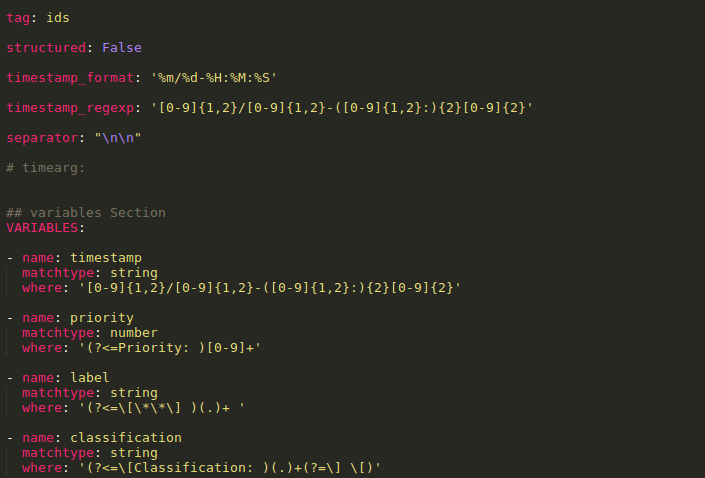 tag: ids
structured: False
timestamp_format: '%m/%d-%H:%M:%S'
timestamp_regexp: '[0-9]{1,2}/[0-9]{1,2}-([0-9]{1,2}:){2}[0-9]{2}'
separator: "\n\n"
# timearg:
## variables Section
VARIABLES:
- name: timestamp
  matchtype: string
  where: '[0-9]{1,2}/[0-9]{1,2}-([0-9]{1,2}:){2}[0-9]{2}'
- name: priority
  matchtype: number
  where: '(?<=Priority: )[0-9]+'
- name: label
  matchtype: string
  where: '(?<=\[\*\*\] )(.)+ '
- name: classification
  matchtype: string
  where: '(?<=\[Classification: )(.)+(?=\] \[)'